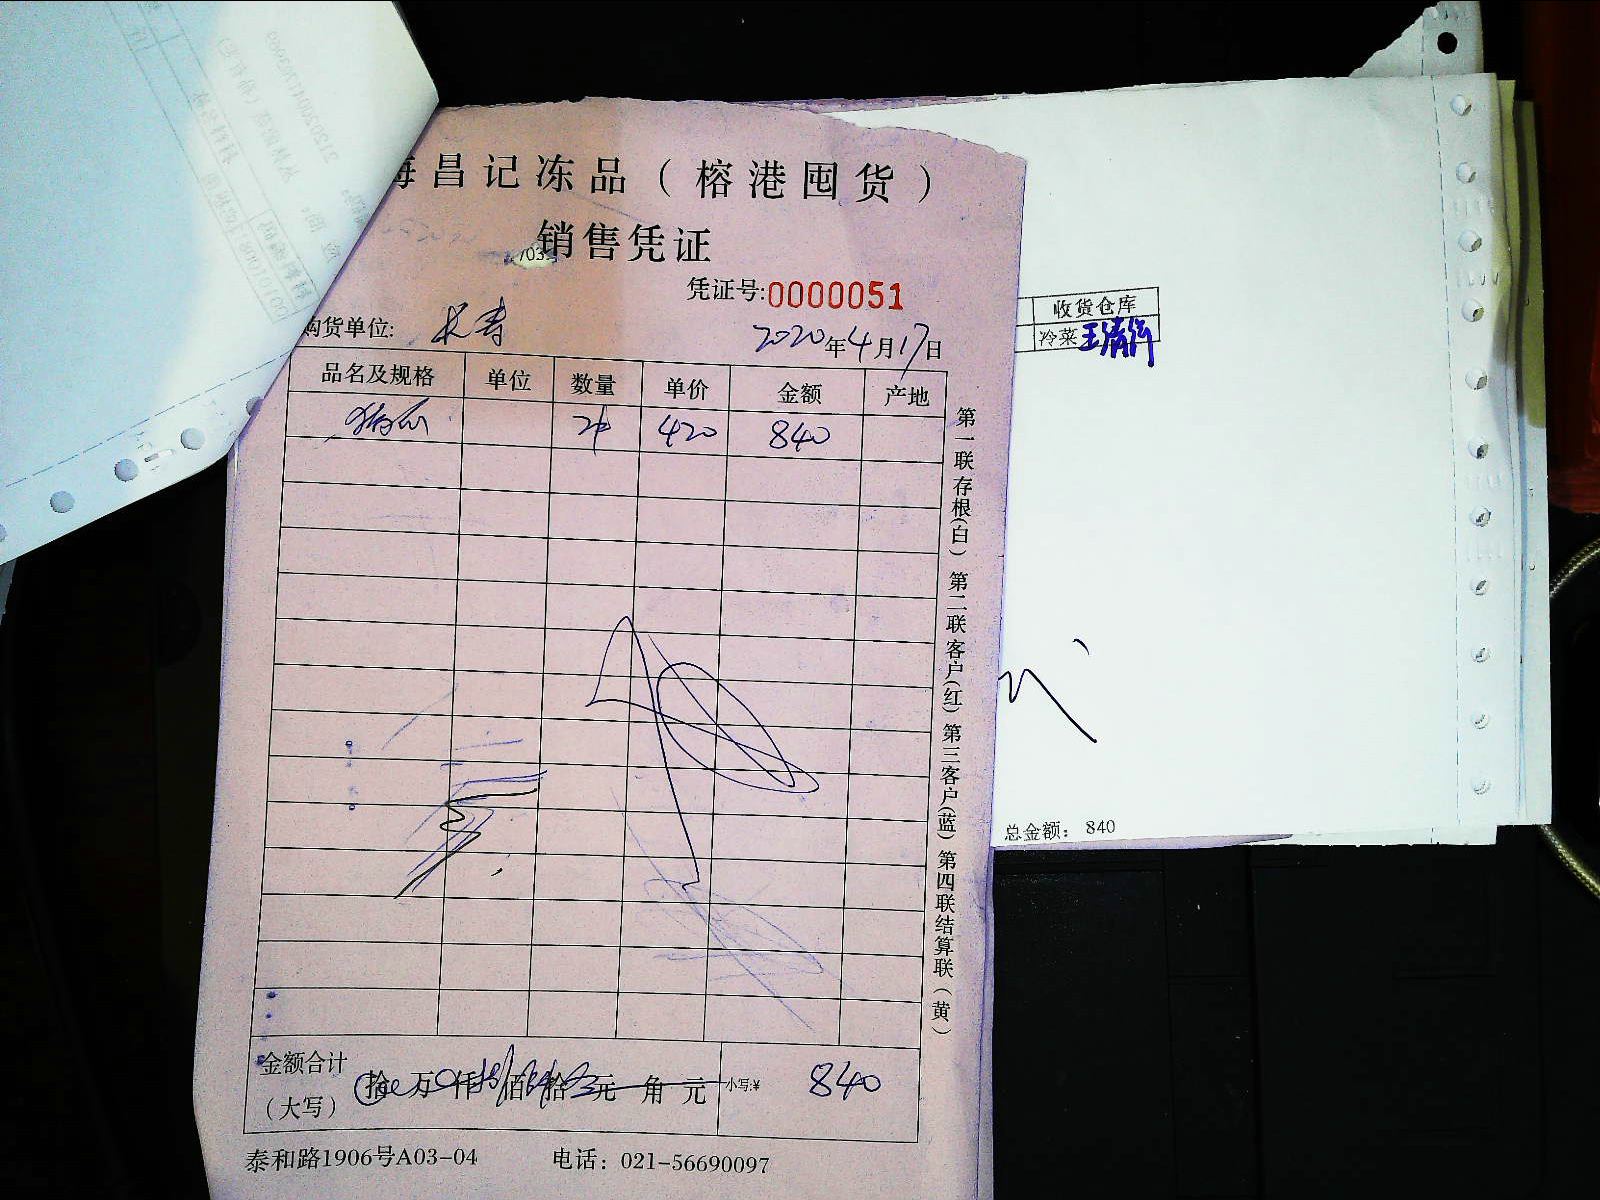 海昌记冻品(榕港囤货)
销售凭证
凭证号:0000051
购货单位: 长寿
2020年4月17日
品名及规格 单位 数量 单价 金额 产地
2件 420 840
第一联存根(白) 第二联客户(红) 第三客户(蓝) 第四联结算联(黄)
金额合计(大写) 拾 万 仟 佰 拾 元 角 元 小写:¥ 840
泰和路1906号A03-04 电话: 021-56690097
收货仓库
冷菜
总金额: 840